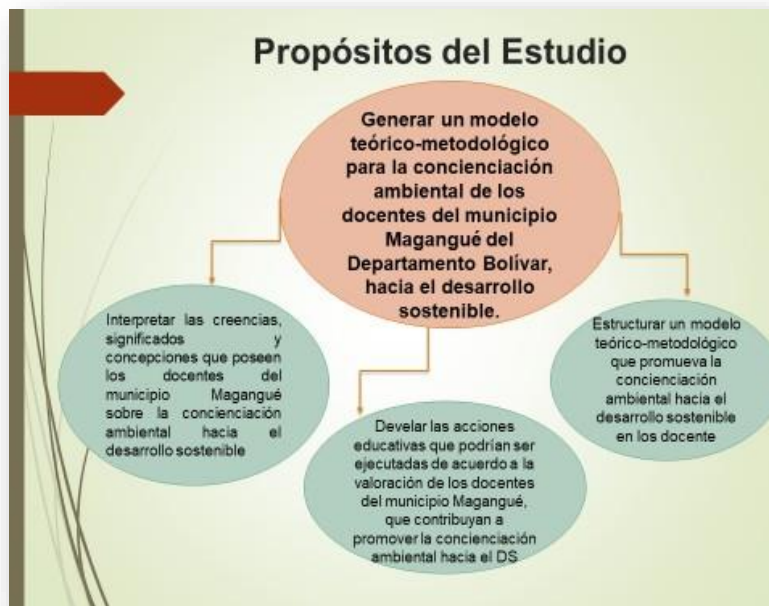 Propósitos del Estudio
Generar un modelo
teórico-metodológico
para la concienciación
ambiental de los
docentes del municipio
Magangué del
Departamento Bolívar,
hacia el desarrollo
sostenible.
Interpretar las creencias,
significados y
concepciones que poseen
los docentes del
municipio Magangué
sobre la concienciación
ambiental hacia el
desarrollo sostenible
Develar las acciones
educativas que podrían ser
ejecutadas de acuerdo a la
valoración de los docentes
del municipio Magangué,
que contribuyan a
promover la concienciación
ambiental hacia el DS
Estructurar un modelo
teórico-metodológico
que promueva la
concienciación
ambiental hacia el
desarrollo sostenible
en los docente